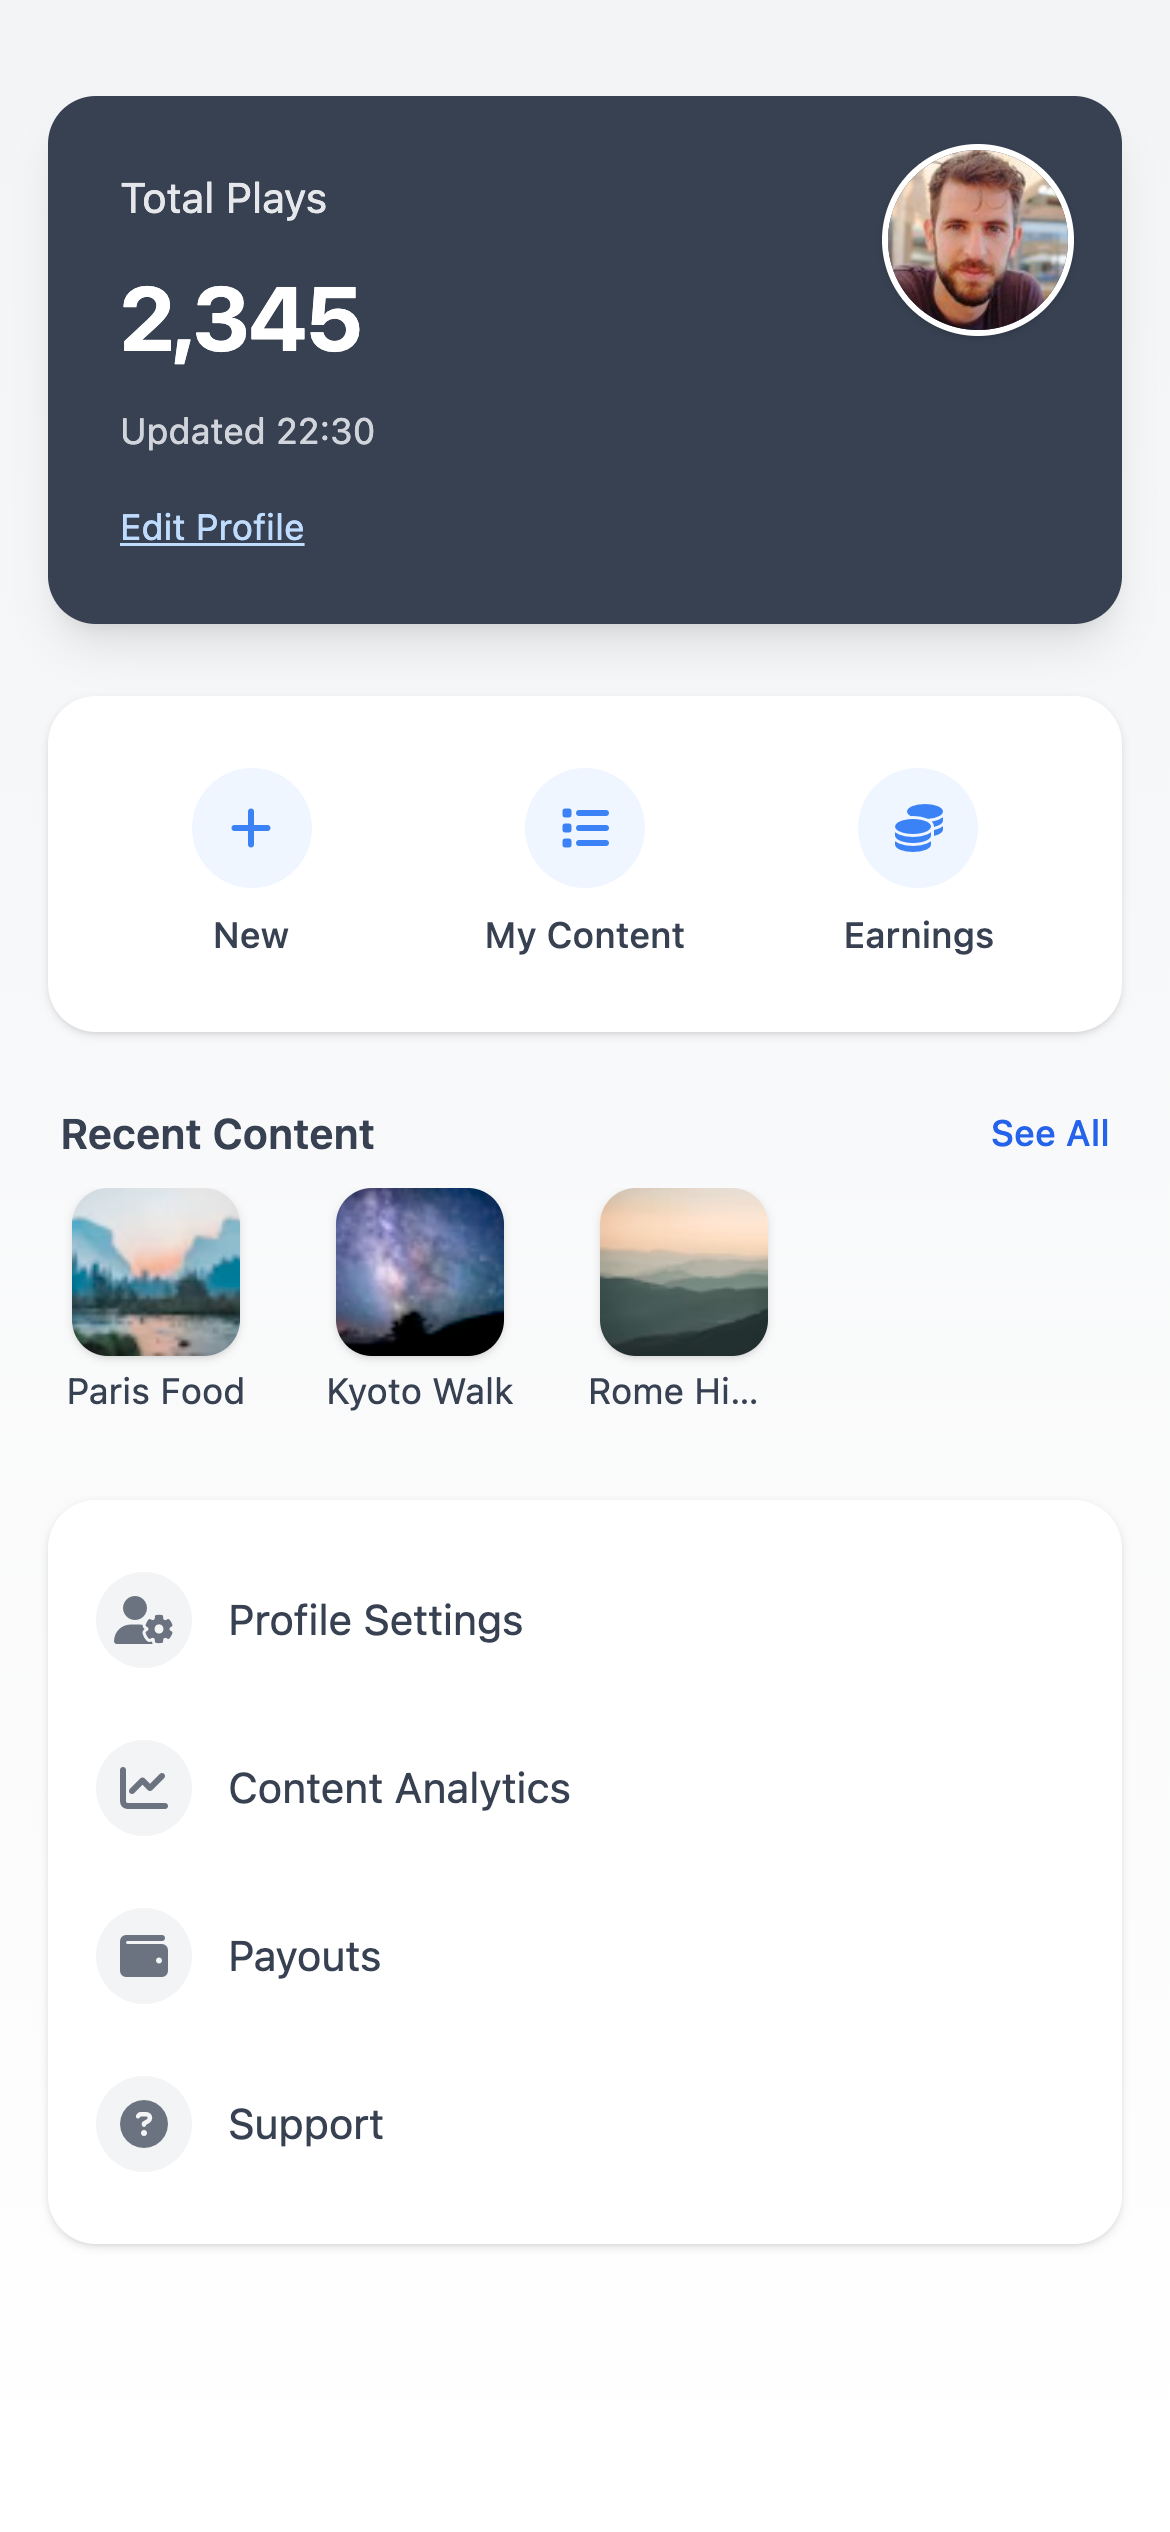 Total Plays
2,345
Updated 22:30
Edit Profile
New
My Content
Earnings
Recent Content
See All
Paris Food
Kyoto Walk
Rome Hi...
Profile Settings
Content Analytics
Payouts
Support